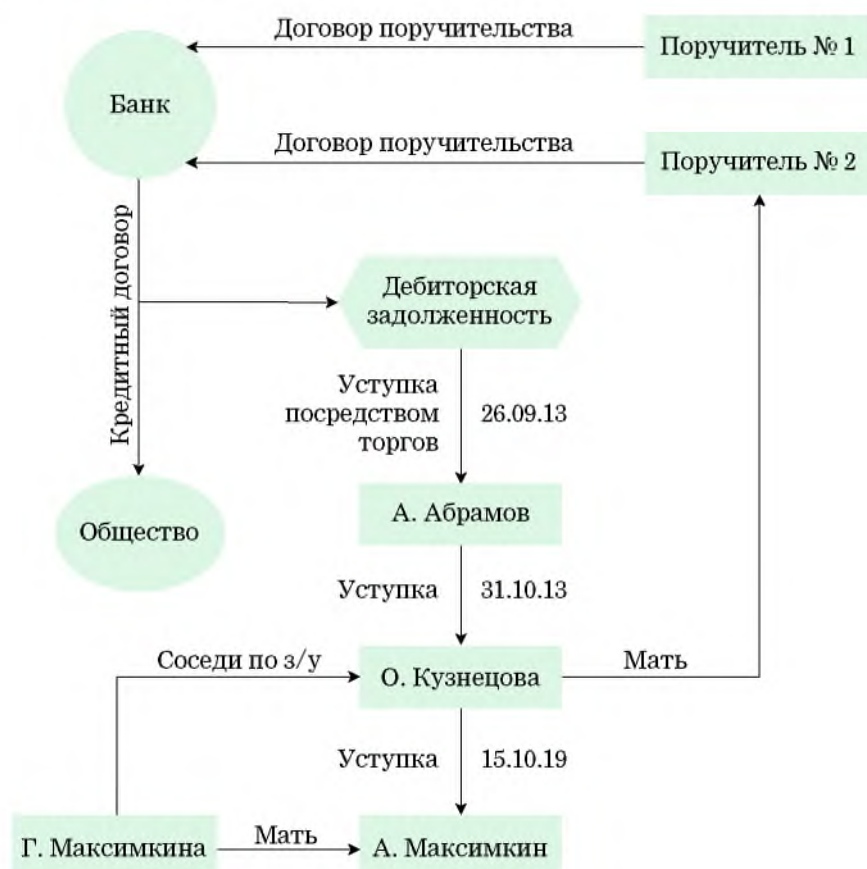 Договор поручительства
Поручитель № 1
Банк
Договор поручительства
Поручитель № 2
Кредитный договор
Дебиторская
задолженность
Уступка
посредством
торгов
26.09.13
А. Абрамов
Общество
Уступка
31.10.13
Соседи по з/у
О. Кузнецова
Мать
Уступка
15.10.19
Г. Максимкина
Мать
А. Максимкин